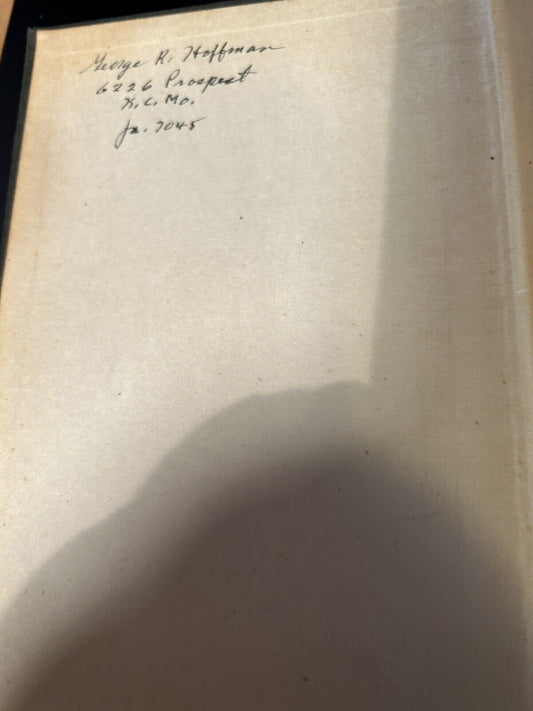 George R. Hoffman
6226 Prospect
K.C. Mo.
Ja. 7045